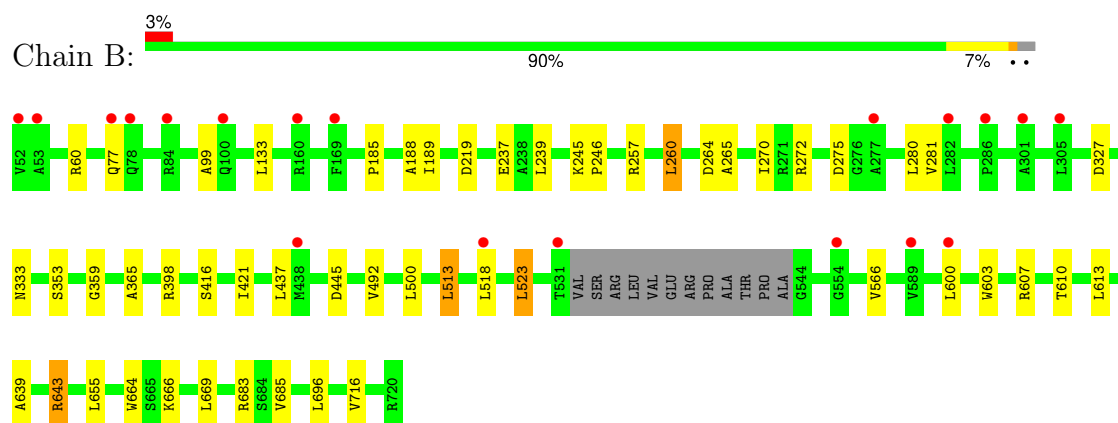 3%
Chain B:
90%
7%
• •
V52 A53 R60 Q77 Q78 R84 A99 Q100 L133 R160 F169 P185 A188 I189 D219 E237 A238 L239 K245 P246 R257 L260 D264 A265 I270 R271 R272 D275 G276 A277 L280 V281 L282 P286 A301 L305 D327
N333 S353 G359 A365 R398 S416 I421 L437 M438 D445 V492 L500 L513 L518 L523 T531 VAL SER ARG LEU VAL GLU ARG PRO ALA THR PRO ALA G544 G554 V566 V589 L600 W603 R607 T610 L613
A639 R643 L655 W664 S665 K666 L669 R683 S684 V685 L696 V716 R720